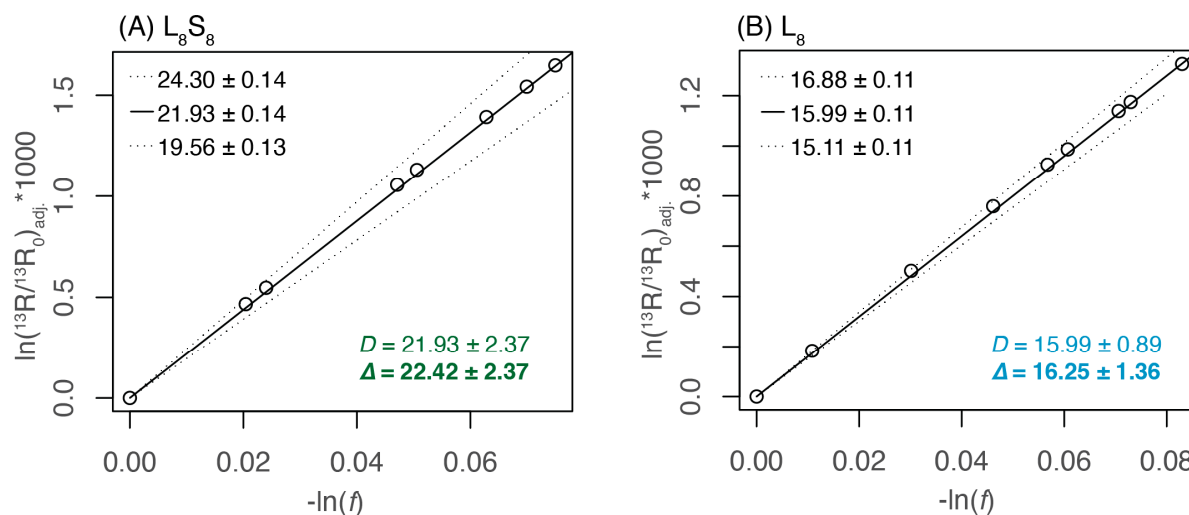 (A) L₈S₈
24.30 ± 0.14
21.93 ± 0.14
19.56 ± 0.13
D = 21.93 ± 2.37
Δ = 22.42 ± 2.37
ln(¹³R/¹³R₀)adj.*1000
0.0
0.5
1.0
1.5
0.00
0.02
0.04
0.06
-ln(f)
(B) L₈
16.88 ± 0.11
15.99 ± 0.11
15.11 ± 0.11
D = 15.99 ± 0.89
Δ = 16.25 ± 1.36
ln(¹³R/¹³R₀)adj.*1000
0.0
0.4
0.8
1.2
0.00
0.02
0.04
0.06
0.08
-ln(f)